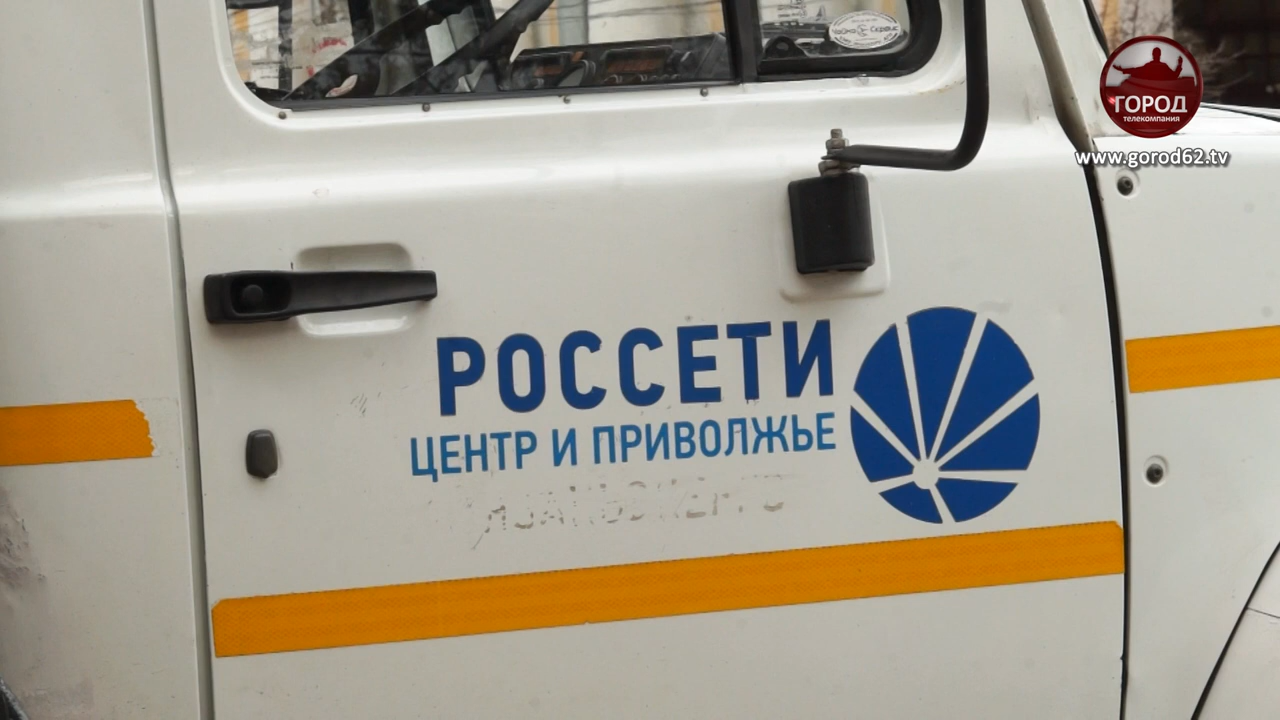 ГОРОД
телекомпания
www.gorod62.tv
РОССЕТИ
ЦЕНТР И ПРИВОЛЖЬЕ